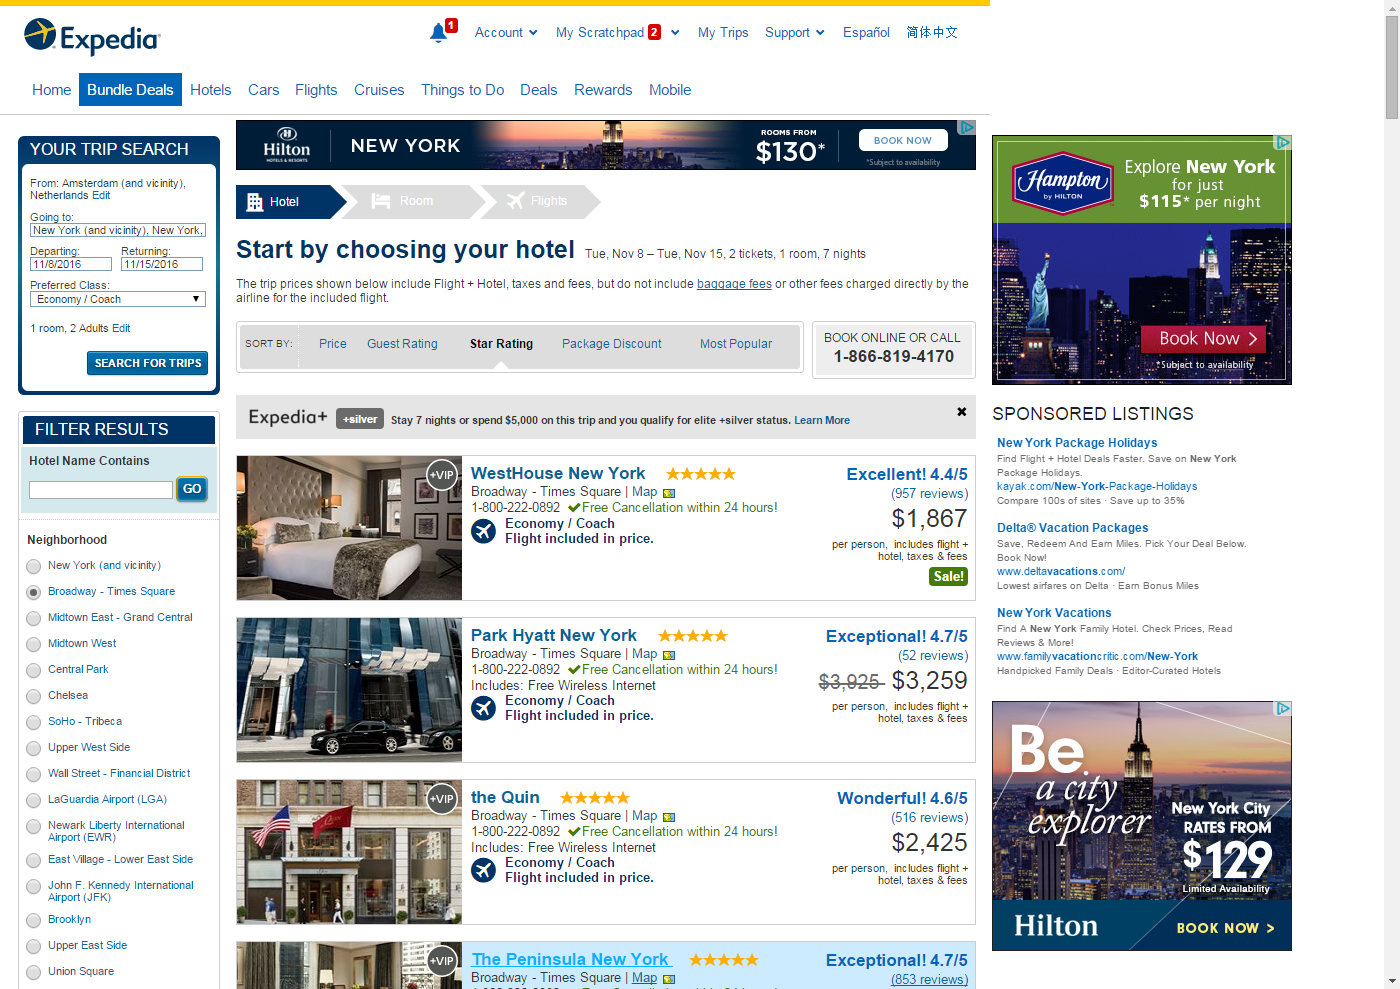 Expedia
1
Account
My Scratchpad 2
My Trips
Support
Español
简体中文
Home
Bundle Deals
Hotels
Cars
Flights
Cruises
Things to Do
Deals
Rewards
Mobile
YOUR TRIP SEARCH
From: Amsterdam (and vicinity),
Netherlands Edit
Going to:
New York (and vicinity), New York,
Departing: Returning:
11/8/2016 11/15/2016
Preferred Class:
Economy / Coach
1 room, 2 Adults Edit
SEARCH FOR TRIPS
FILTER RESULTS
Hotel Name Contains
GO
Neighborhood
New York (and vicinity)
Broadway - Times Square
Midtown East - Grand Central
Midtown West
Central Park
Chelsea
SoHo - Tribeca
Upper West Side
Wall Street - Financial District
LaGuardia Airport (LGA)
Newark Liberty International
Airport (EWR)
East Village - Lower East Side
John F. Kennedy International
Airport (JFK)
Brooklyn
Upper East Side
Union Square
Hilton
HOTELS & RESORTS
NEW YORK
ROOMS FROM
$130*
BOOK NOW
*Subject to availability
Hotel
Room
Flights
Start by choosing your hotel Tue, Nov 8 – Tue, Nov 15, 2 tickets, 1 room, 7 nights
The trip prices shown below include Flight + Hotel, taxes and fees, but do not include baggage fees or other fees charged directly by the
airline for the included flight.
SORT BY: Price Guest Rating Star Rating Package Discount Most Popular
BOOK ONLINE OR CALL
1-866-819-4170
Expedia+ +silver Stay 7 nights or spend $5,000 on this trip and you qualify for elite +silver status. Learn More
+VIP
WestHouse New York
Broadway - Times Square | Map
1-800-222-0892 Free Cancellation within 24 hours!
Economy / Coach
Flight included in price.
Excellent! 4.4/5
(957 reviews)
$1,867
per person, includes flight +
hotel, taxes & fees
Sale!
Park Hyatt New York
Broadway - Times Square | Map
1-800-222-0892 Free Cancellation within 24 hours!
Includes: Free Wireless Internet
Economy / Coach
Flight included in price.
Exceptional! 4.7/5
(52 reviews)
$3,925 $3,259
per person, includes flight +
hotel, taxes & fees
+VIP
the Quin
Broadway - Times Square | Map
1-800-222-0892 Free Cancellation within 24 hours!
Includes: Free Wireless Internet
Economy / Coach
Flight included in price.
Wonderful! 4.6/5
(516 reviews)
$2,425
per person, includes flight +
hotel, taxes & fees
+VIP
The Peninsula New York
Broadway - Times Square | Map
Exceptional! 4.7/5
(853 reviews)
Hampton
by HILTON
Explore New York
for just
$115* per night
Book Now >
*Subject to availability
SPONSORED LISTINGS
New York Package Holidays
Find Flight + Hotel Deals Faster. Save on New York
Package Holidays.
kayak.com/New-York-Package-Holidays
Compare 100s of sites · Save up to 35%
Delta® Vacation Packages
Save, Redeem And Earn Miles. Pick Your Deal Below.
Book Now!
www.deltavacations.com/
Lowest airfares on Delta · Earn Bonus Miles
New York Vacations
Find A New York Family Hotel. Check Prices, Read
Reviews & More!
www.familyvacationcritic.com/New-York
Handpicked Family Deals · Editor-Curated Hotels
Be
a city
explorer
New York City
RATES FROM
$129
Limited Availability
Hilton
BOOK NOW >